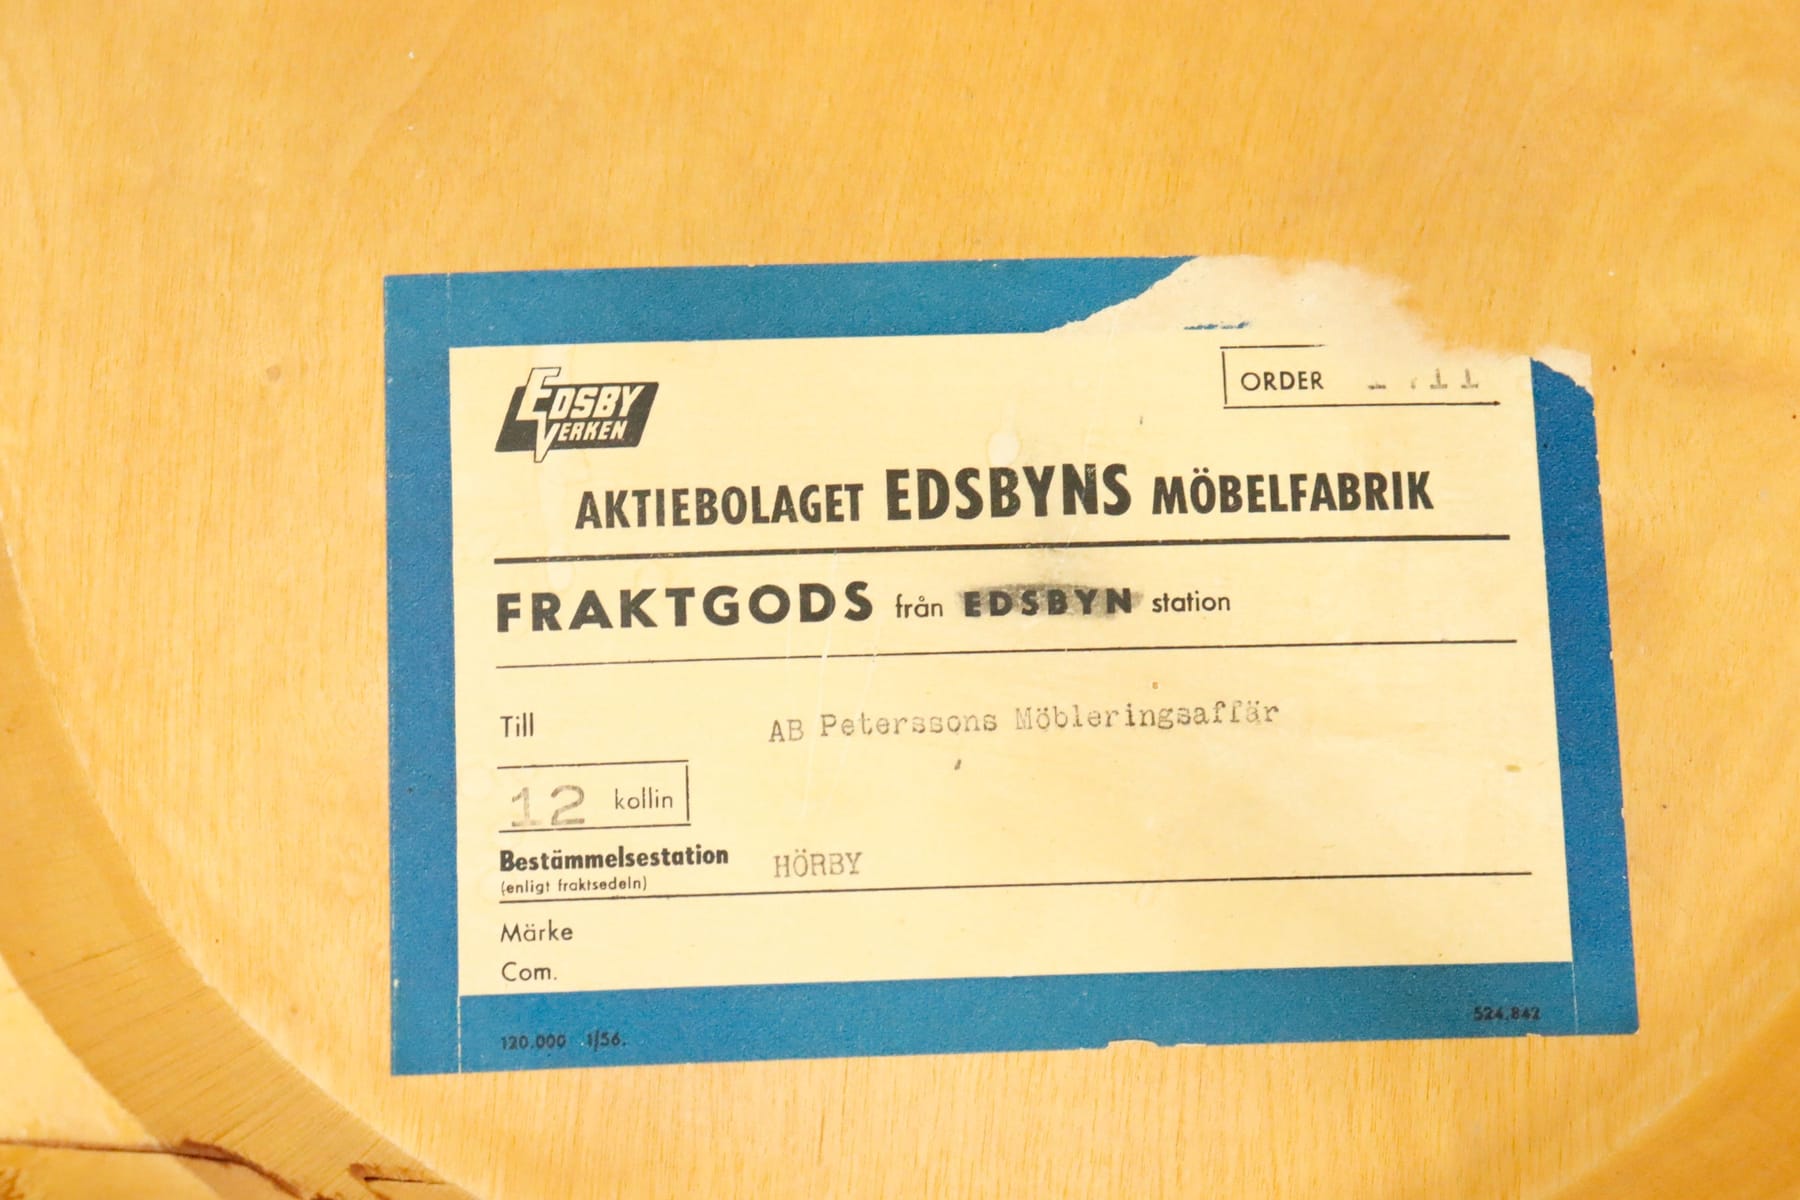 EDSBY
VERKEN
ORDER
AKTIEBOLAGET EDSBYNS MÖBELFABRIK
FRAKTGODS från EDSBYN station
Till AB Peterssons Möbleringsaffär
12 kollin
Bestämmelsestation HÖRBY
(enligt fraktsedeln)
Märke
Com.
120.000 1/56. 524.842